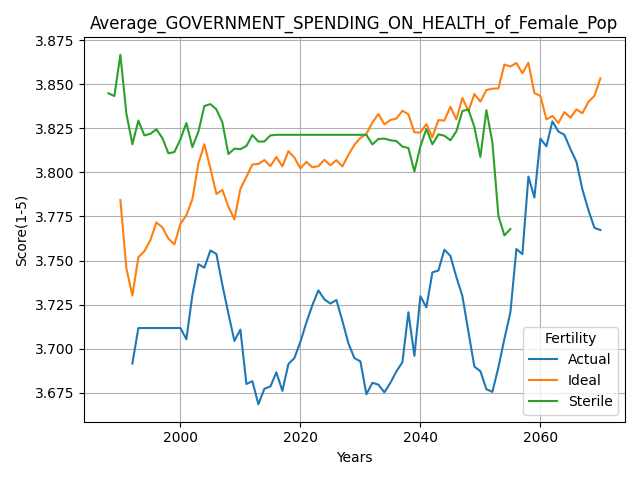 Average_GOVERNMENT_SPENDING_ON_HEALTH_of_Female_Pop
3.875
3.850
3.825
3.800
3.775
3.750
3.725
3.700
3.675
Score(1-5)
2000
2020
2040
2060
Years
Fertility
Actual
Ideal
Sterile